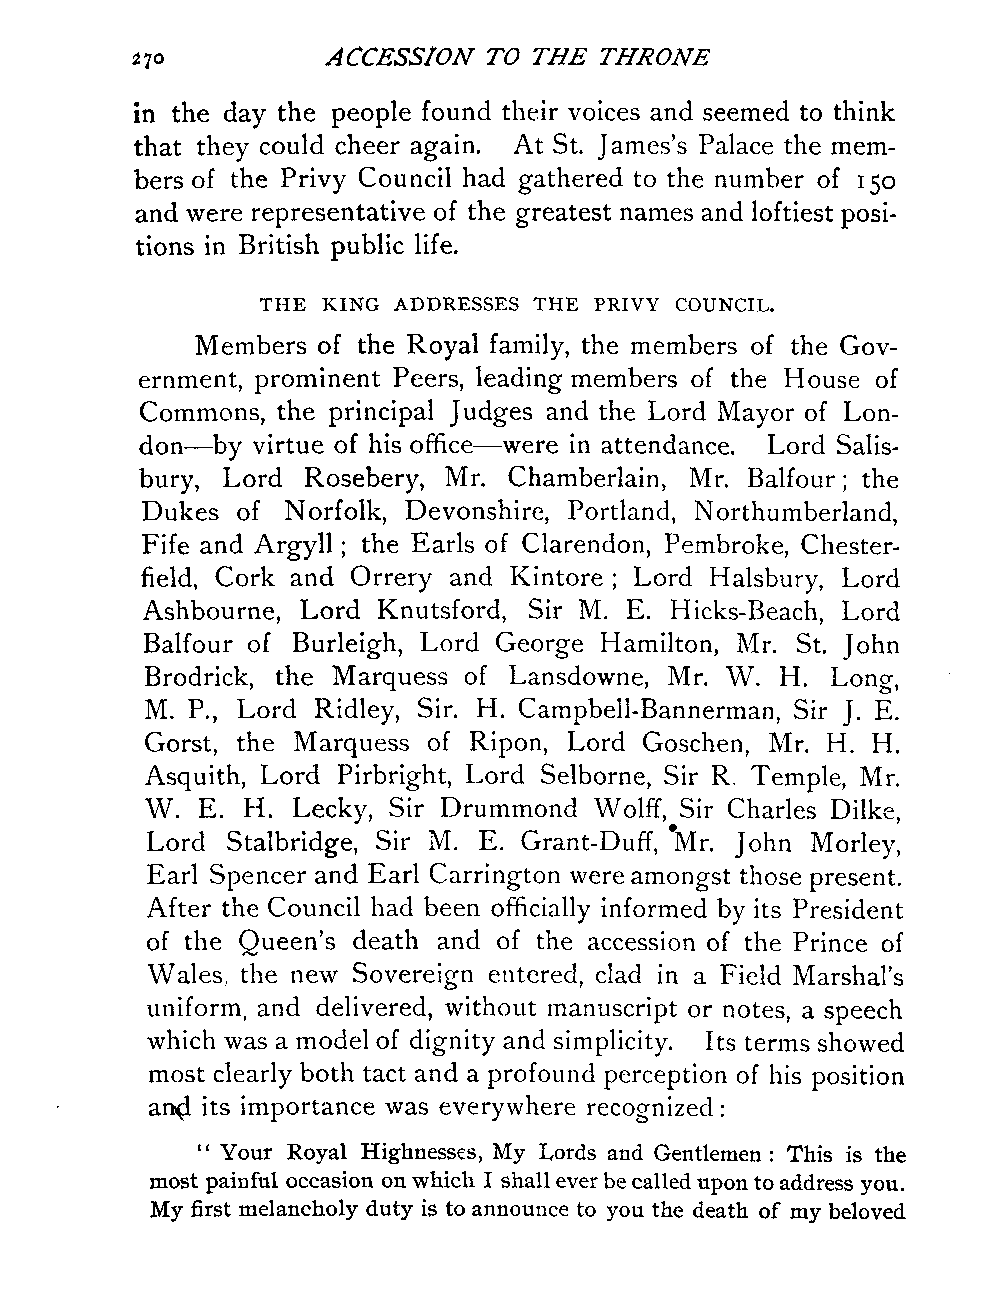 270 ACCESSION TO THE THRONE
in the day the people found their voices and seemed to think
that they could cheer again. At St. James's Palace the mem-
bers of the Privy Council had gathered to the number of 150
and were representative of the greatest names and loftiest posi-
tions in British public life.
THE KING ADDRESSES THE PRIVY COUNCIL.
Members of the Royal family, the members of the Gov-
ernment, prominent Peers, leading members of the House of
Commons, the principal Judges and the Lord Mayor of Lon-
don—by virtue of his office—were in attendance. Lord Salis-
bury, Lord Rosebery, Mr. Chamberlain, Mr. Balfour; the
Dukes of Norfolk, Devonshire, Portland, Northumberland,
Fife and Argyll; the Earls of Clarendon, Pembroke, Chester-
field, Cork and Orrery and Kintore; Lord Halsbury, Lord
Ashbourne, Lord Knutsford, Sir M. E. Hicks-Beach, Lord
Balfour of Burleigh, Lord George Hamilton, Mr. St. John
Brodrick, the Marquess of Lansdowne, Mr. W. H. Long,
M. P., Lord Ridley, Sir. H. Campbell-Bannerman, Sir J. E.
Gorst, the Marquess of Ripon, Lord Goschen, Mr. H. H.
Asquith, Lord Pirbright, Lord Selborne, Sir R. Temple, Mr.
W. E. H. Lecky, Sir Drummond Wolff, Sir Charles Dilke,
Lord Stalbridge, Sir M. E. Grant-Duff, Mr. John Morley,
Earl Spencer and Earl Carrington were amongst those present.
After the Council had been officially informed by its President
of the Queen's death and of the accession of the Prince of
Wales, the new Sovereign entered, clad in a Field Marshal's
uniform, and delivered, without manuscript or notes, a speech
which was a model of dignity and simplicity. Its terms showed
most clearly both tact and a profound perception of his position
and its importance was everywhere recognized:
" Your Royal Highnesses, My Lords and Gentlemen: This is the
most painful occasion on which I shall ever be called upon to address you.
My first melancholy duty is to announce to you the death of my beloved